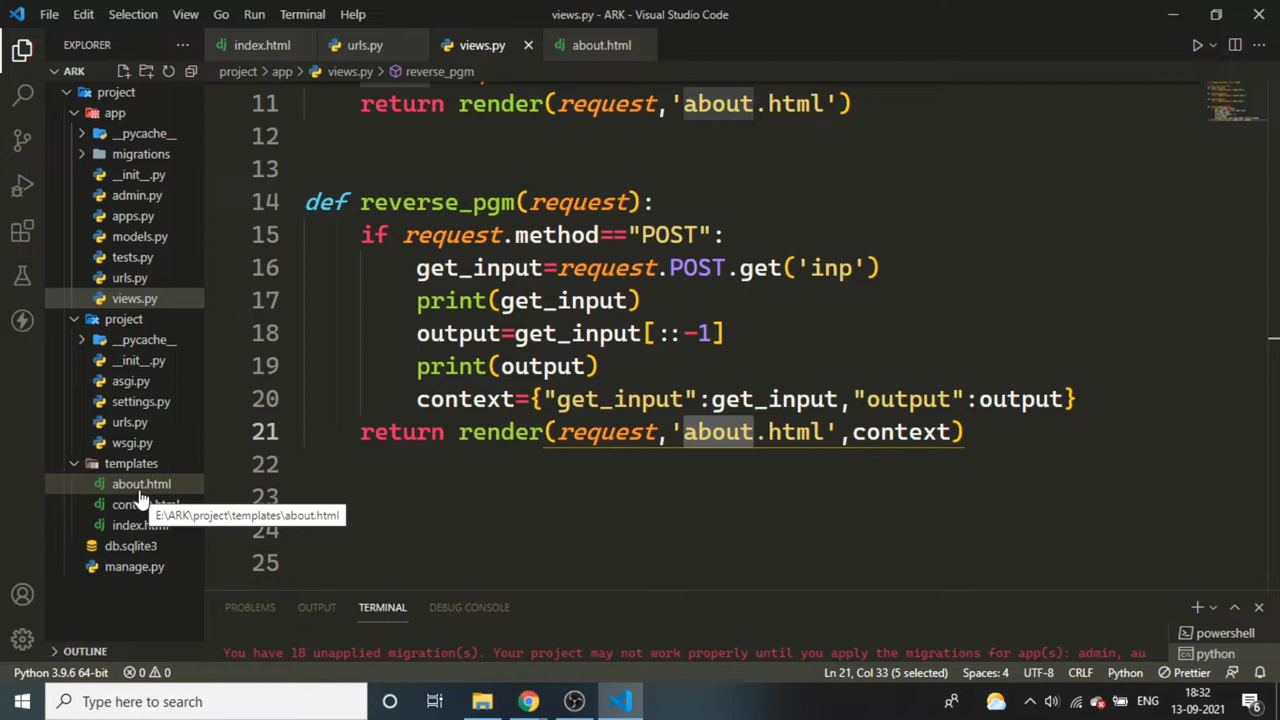 File Edit Selection View Go Run Terminal Help
views.py - ARK - Visual Studio Code
EXPLORER
index.html
urls.py
views.py
about.html
ARK
project > app > views.py > reverse_pgm
project
app
__pycache__
migrations
__init__.py
admin.py
apps.py
models.py
tests.py
urls.py
views.py
project
__pycache__
__init__.py
asgi.py
settings.py
urls.py
wsgi.py
templates
about.html
index.html
db.sqlite3
manage.py
E:\ARK\project\templates\about.html
11 return render(request,'about.html')
12
13
14 def reverse_pgm(request):
15 if request.method=="POST":
16 get_input=request.POST.get('inp')
17 print(get_input)
18 output=get_input[::-1]
19 print(output)
20 context={"get_input":get_input,"output":output}
21 return render(request,'about.html',context)
22
23
24
25
PROBLEMS OUTPUT TERMINAL DEBUG CONSOLE
You have 18 unapplied migration(s). Your project may not work properly until you apply the migrations for app(s): admin, au
powershell
python
OUTLINE
Python 3.9.6 64-bit 0 0
Ln 21, Col 33 (5 selected) Spaces: 4 UTF-8 CRLF Python Prettier
Type here to search
ENG
18:32
13-09-2021
6